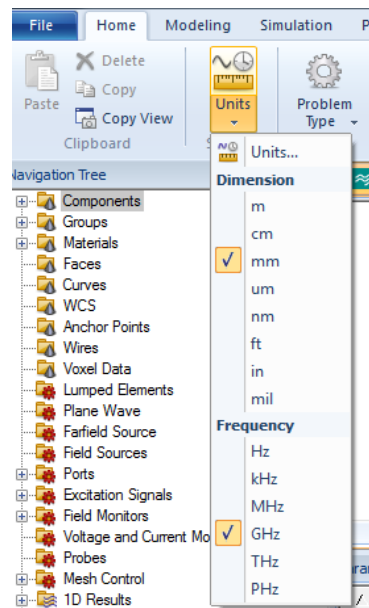 File Home Modeling Simulation P
Delete
Copy
Paste
Copy View
Units
Problem
Type
Clipboard
Navigation Tree
Units...
Dimension
m
cm
mm
um
nm
ft
in
mil
Frequency
Hz
kHz
MHz
GHz
THz
PHz
Components
Groups
Materials
Faces
Curves
WCS
Anchor Points
Wires
Voxel Data
Lumped Elements
Plane Wave
Farfield Source
Field Sources
Ports
Excitation Signals
Field Monitors
Voltage and Current Mo
Probes
Mesh Control
1D Results